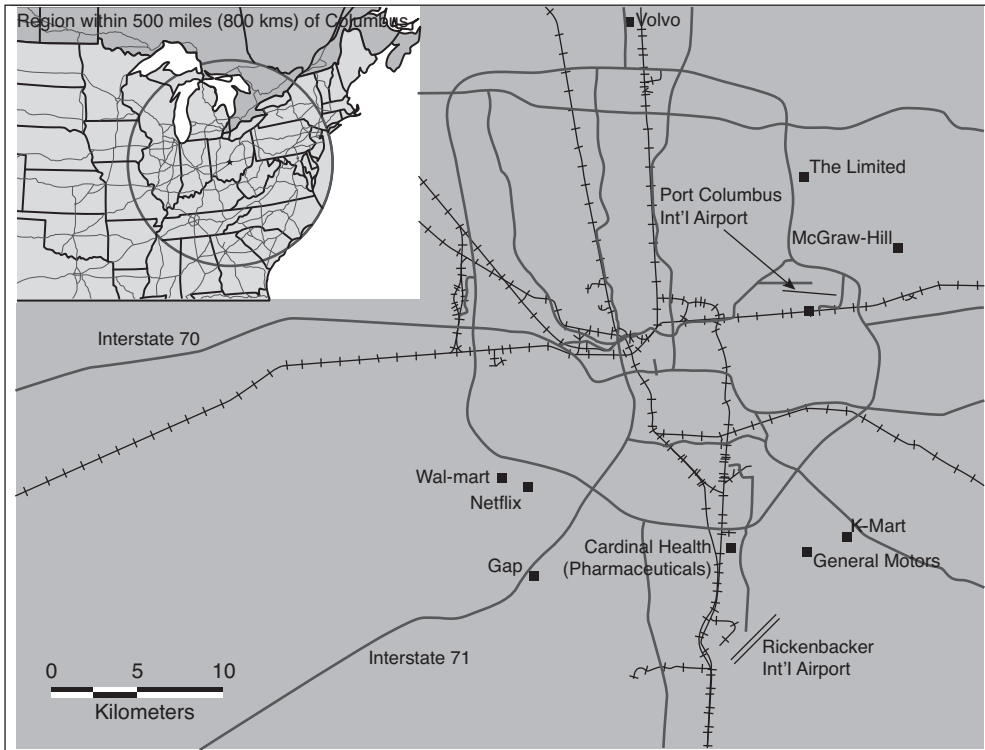 Region within 500 miles (800 kms) of Columbus
Volvo
The Limited
Port Columbus
Int'l Airport
McGraw-Hill
Interstate 70
Wal-mart
Netflix
K-Mart
Cardinal Health
(Pharmaceuticals)
General Motors
Gap
Rickenbacker
Int'l Airport
Interstate 71
0 5 10
Kilometers